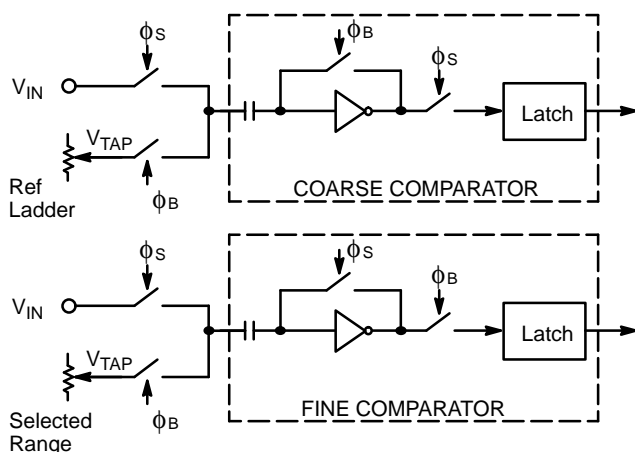 ϕS
ϕB
ϕS
VIN
VTAP
Latch
Ref
Ladder
ϕB
COARSE COMPARATOR
ϕS
ϕS
ϕB
VIN
VTAP
Latch
Selected
Range
ϕB
FINE COMPARATOR